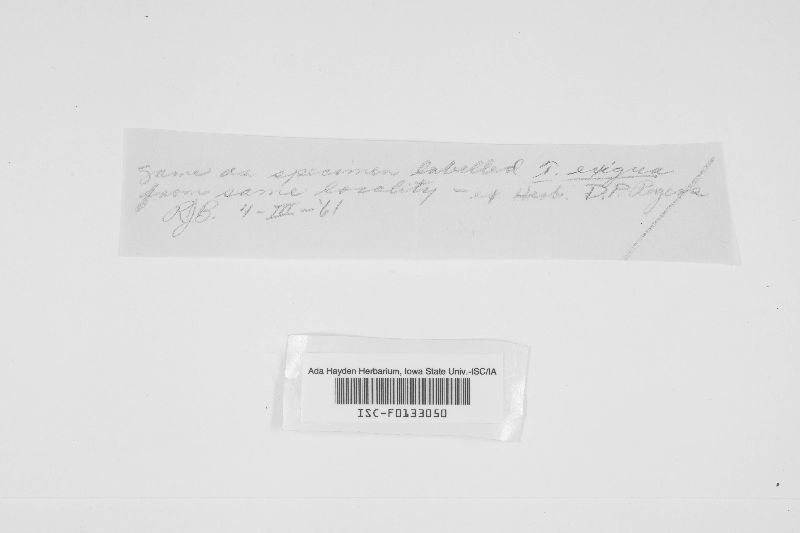 same as specimen labelled T. exigua
from same locality - ex Herb. D.P. Rogers
RJB. 4-III-'61
Ada Hayden Herbarium, Iowa State Univ.-ISC/IA
ISC-F0133050